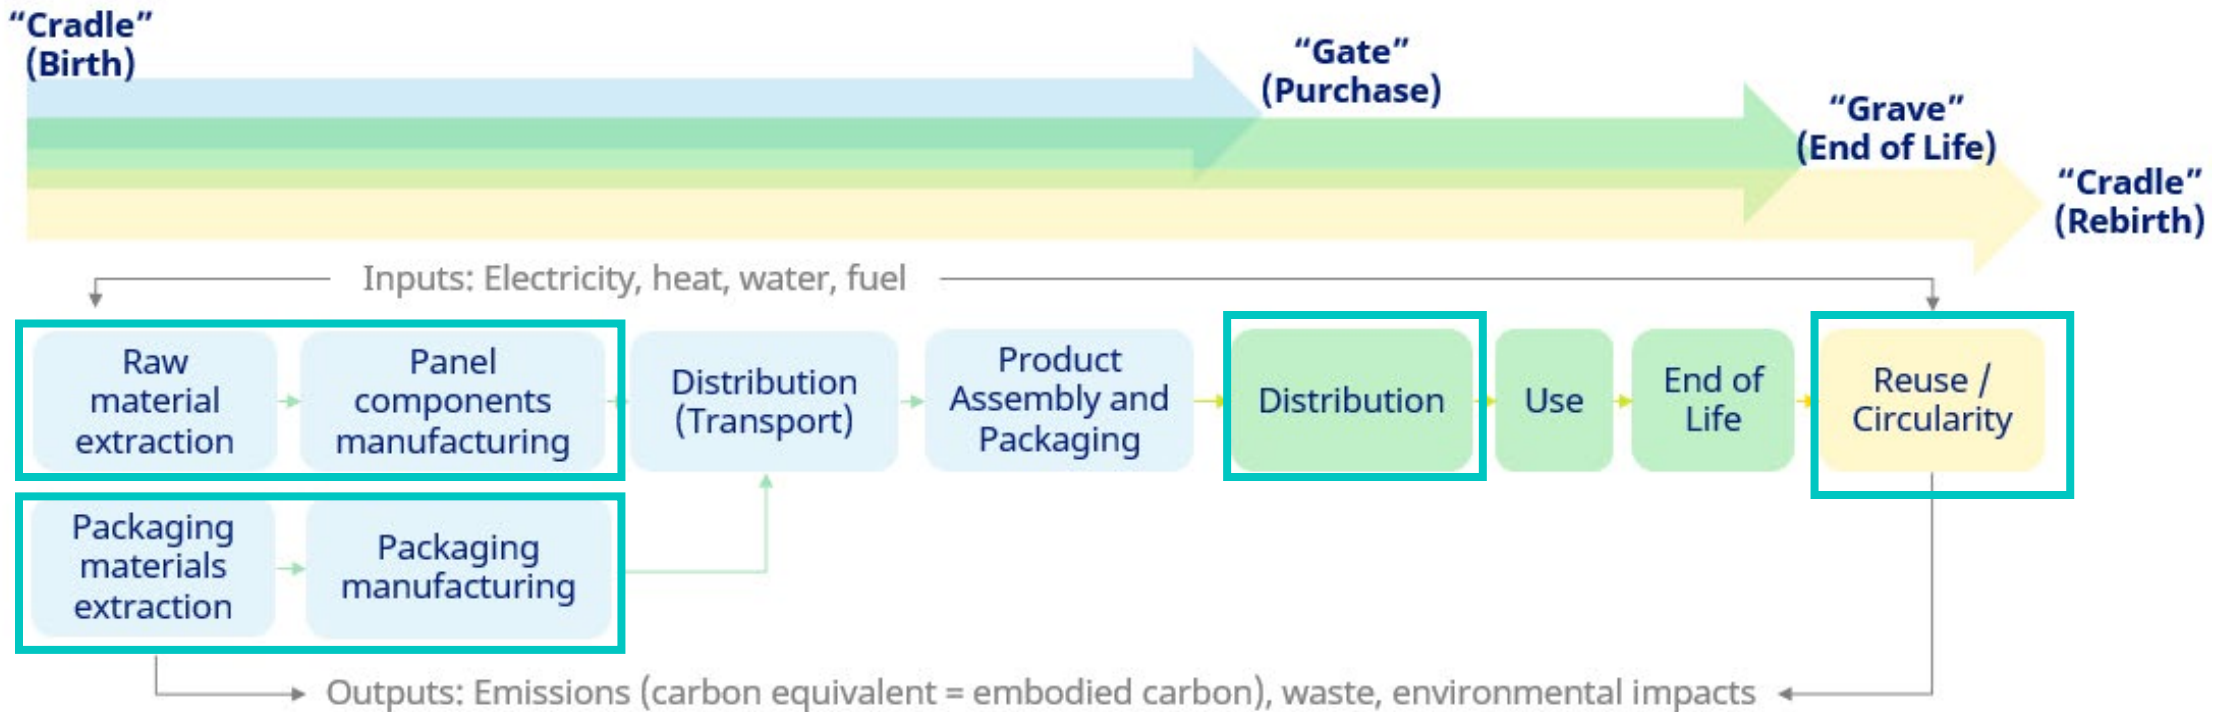 “Cradle”
(Birth)
“Gate”
(Purchase)
“Grave”
(End of Life)
“Cradle”
(Rebirth)
Inputs: Electricity, heat, water, fuel
Raw
material
extraction
Panel
components
manufacturing
Distribution
(Transport)
Product
Assembly and
Packaging
Distribution
Use
End of
Life
Reuse /
Circularity
Packaging
materials
extraction
Packaging
manufacturing
Outputs: Emissions (carbon equivalent = embodied carbon), waste, environmental impacts